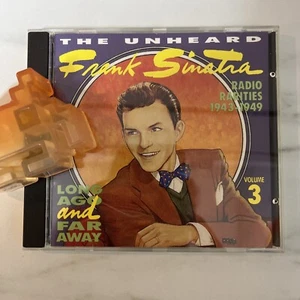 THE UNHEARD
Frank Sinatra
RADIO
RARITIES
1943-1949
LONG
AGO
and
FAR
AWAY
VOLUME
3